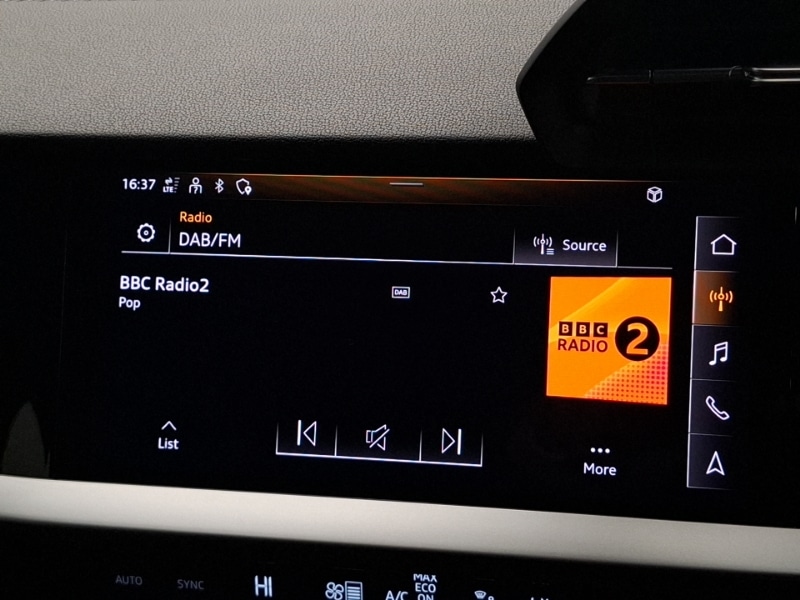 16:37 LTE
Radio
DAB/FM
Source
BBC Radio2
Pop
DAB
BBC
RADIO 2
List
More
AUTO SYNC HI A/C MAX
ECO
ON